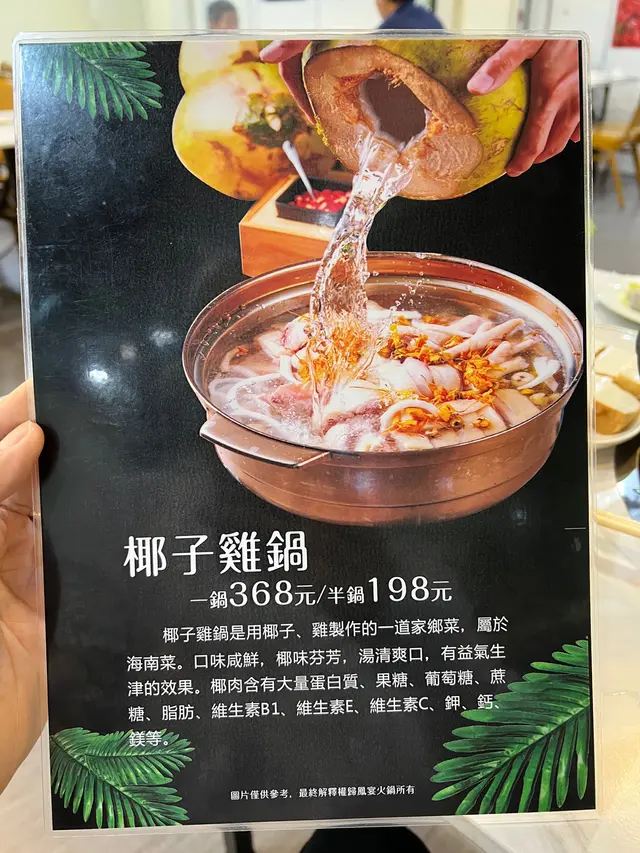 椰子雞鍋
一鍋368元/半鍋198元
椰子雞鍋是用椰子、雞製作的一道家鄉菜，屬於
海南菜。口味咸鮮，椰味芬芳，湯清爽口，有益氣生
津的效果。椰肉含有大量蛋白質、果糖、葡萄糖、蔗
糖、脂肪、維生素B1、維生素E、維生素C、鉀、鈣、
鎂等。
圖片僅供參考，最終解釋權歸鳳宴火鍋所有